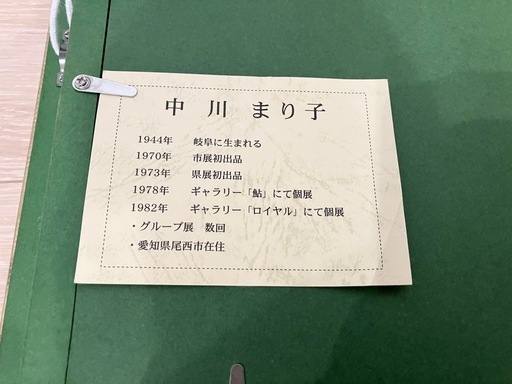 中川 まり子
1944年 岐阜に生まれる
1970年 市展初出品
1973年 県展初出品
1978年 ギャラリー「鮎」にて個展
1982年 ギャラリー「ロイヤル」にて個展
・グループ展 数回
・愛知県尾西市在住